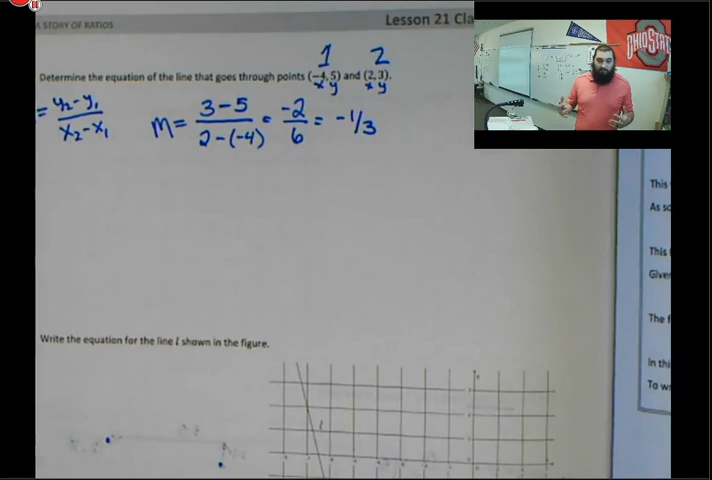 A STORY OF RATIOS
Lesson 21 Cla
OHIO STATE
1 2
Determine the equation of the line that goes through points (−4, 5) and (2, 3).
x y x y
= y₂ - y₁ / x₂ - x₁
m = 3 - 5 / 2 - (-4) = -2 / 6 = -1/3
This
As so
This
Given
The f
In thi
To w
Write the equation for the line l shown in the figure.
l